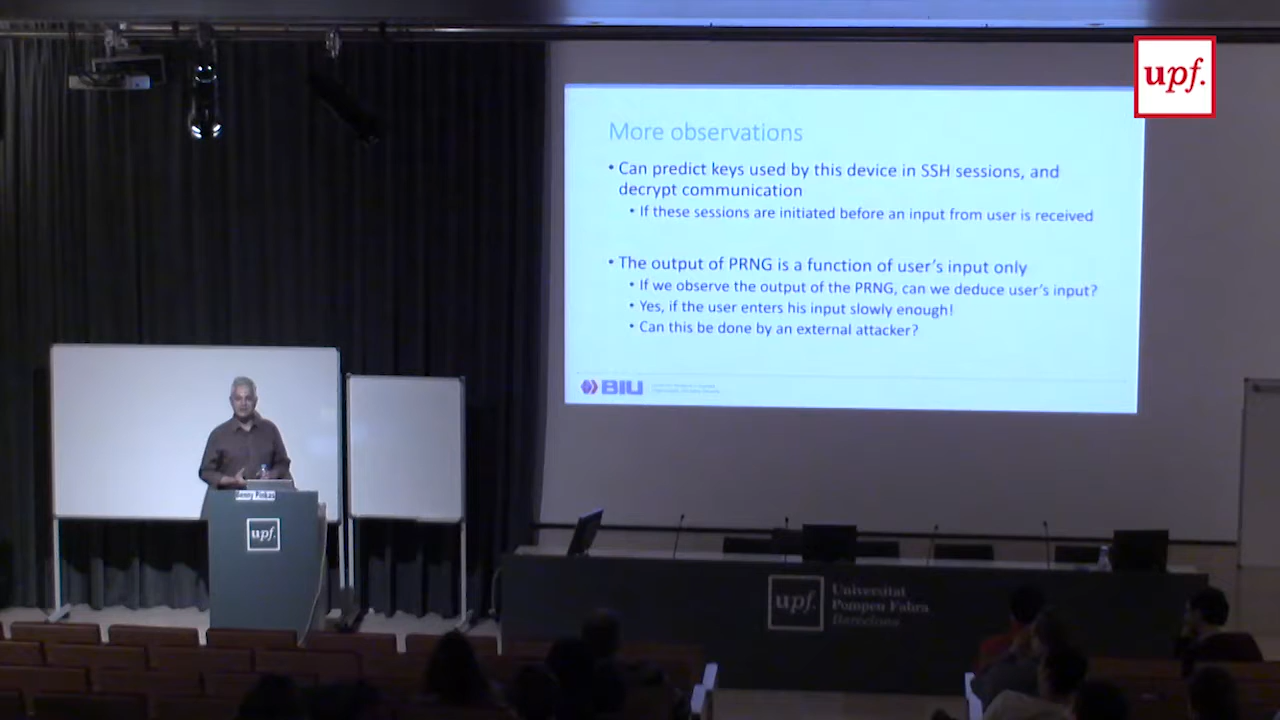 upf.
More observations
• Can predict keys used by this device in SSH sessions, and
decrypt communication
• If these sessions are initiated before an input from user is received
• The output of PRNG is a function of user's input only
• If we observe the output of the PRNG, can we deduce user's input?
• Yes, if the user enters his input slowly enough!
• Can this be done by an external attacker?
BIU
Benny Pinkas
upf.
upf.
Universitat
Pompeu Fabra
Barcelona